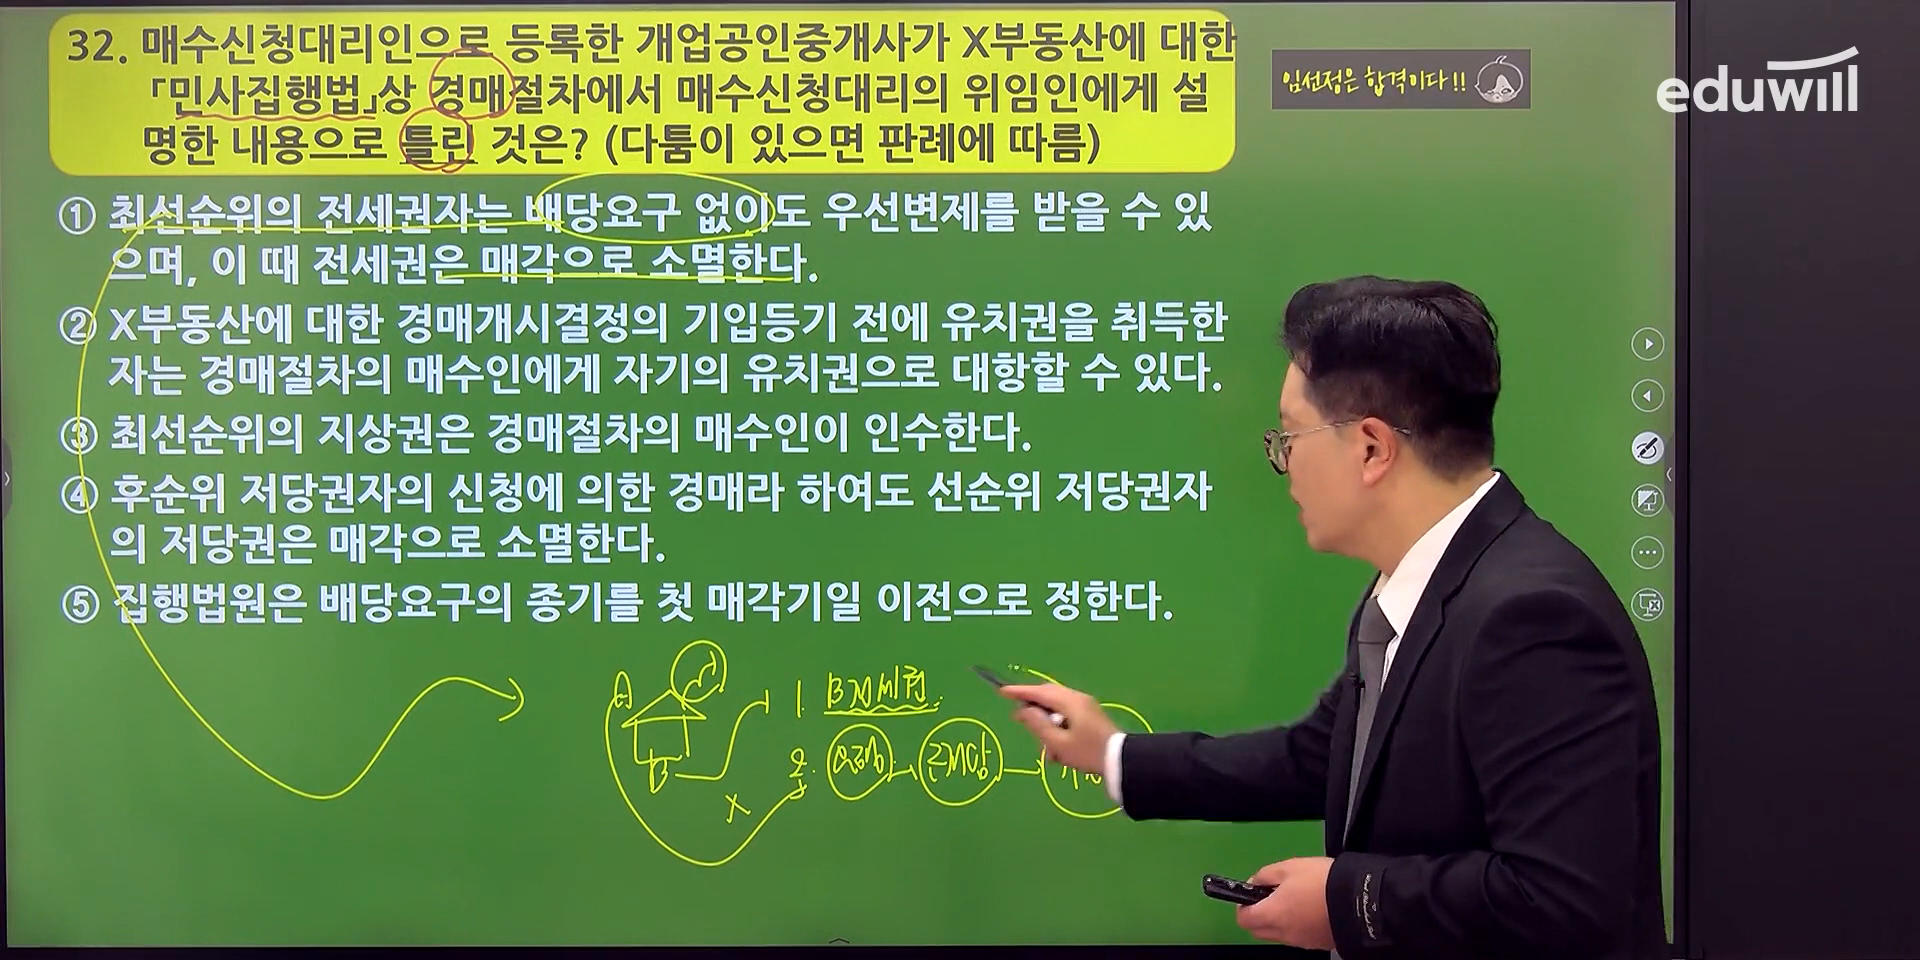 32. 매수신청대리인으로 등록한 개업공인중개사가 X부동산에 대한
「민사집행법」상 경매절차에서 매수신청대리의 위임인에게 설
명한 내용으로 틀린 것은? (다툼이 있으면 판례에 따름)
임선정은 합격이다!!
eduwill
① 최선순위의 전세권자는 배당요구 없이도 우선변제를 받을 수 있
으며, 이 때 전세권은 매각으로 소멸한다.
② X부동산에 대한 경매개시결정의 기입등기 전에 유치권을 취득한
자는 경매절차의 매수인에게 자기의 유치권으로 대항할 수 있다.
③ 최선순위의 지상권은 경매절차의 매수인이 인수한다.
④ 후순위 저당권자의 신청에 의한 경매라 하여도 선순위 저당권자
의 저당권은 매각으로 소멸한다.
⑤ 집행법원은 배당요구의 종기를 첫 매각기일 이전으로 정한다.
A
1. B전세권
B
2. 근저당
X